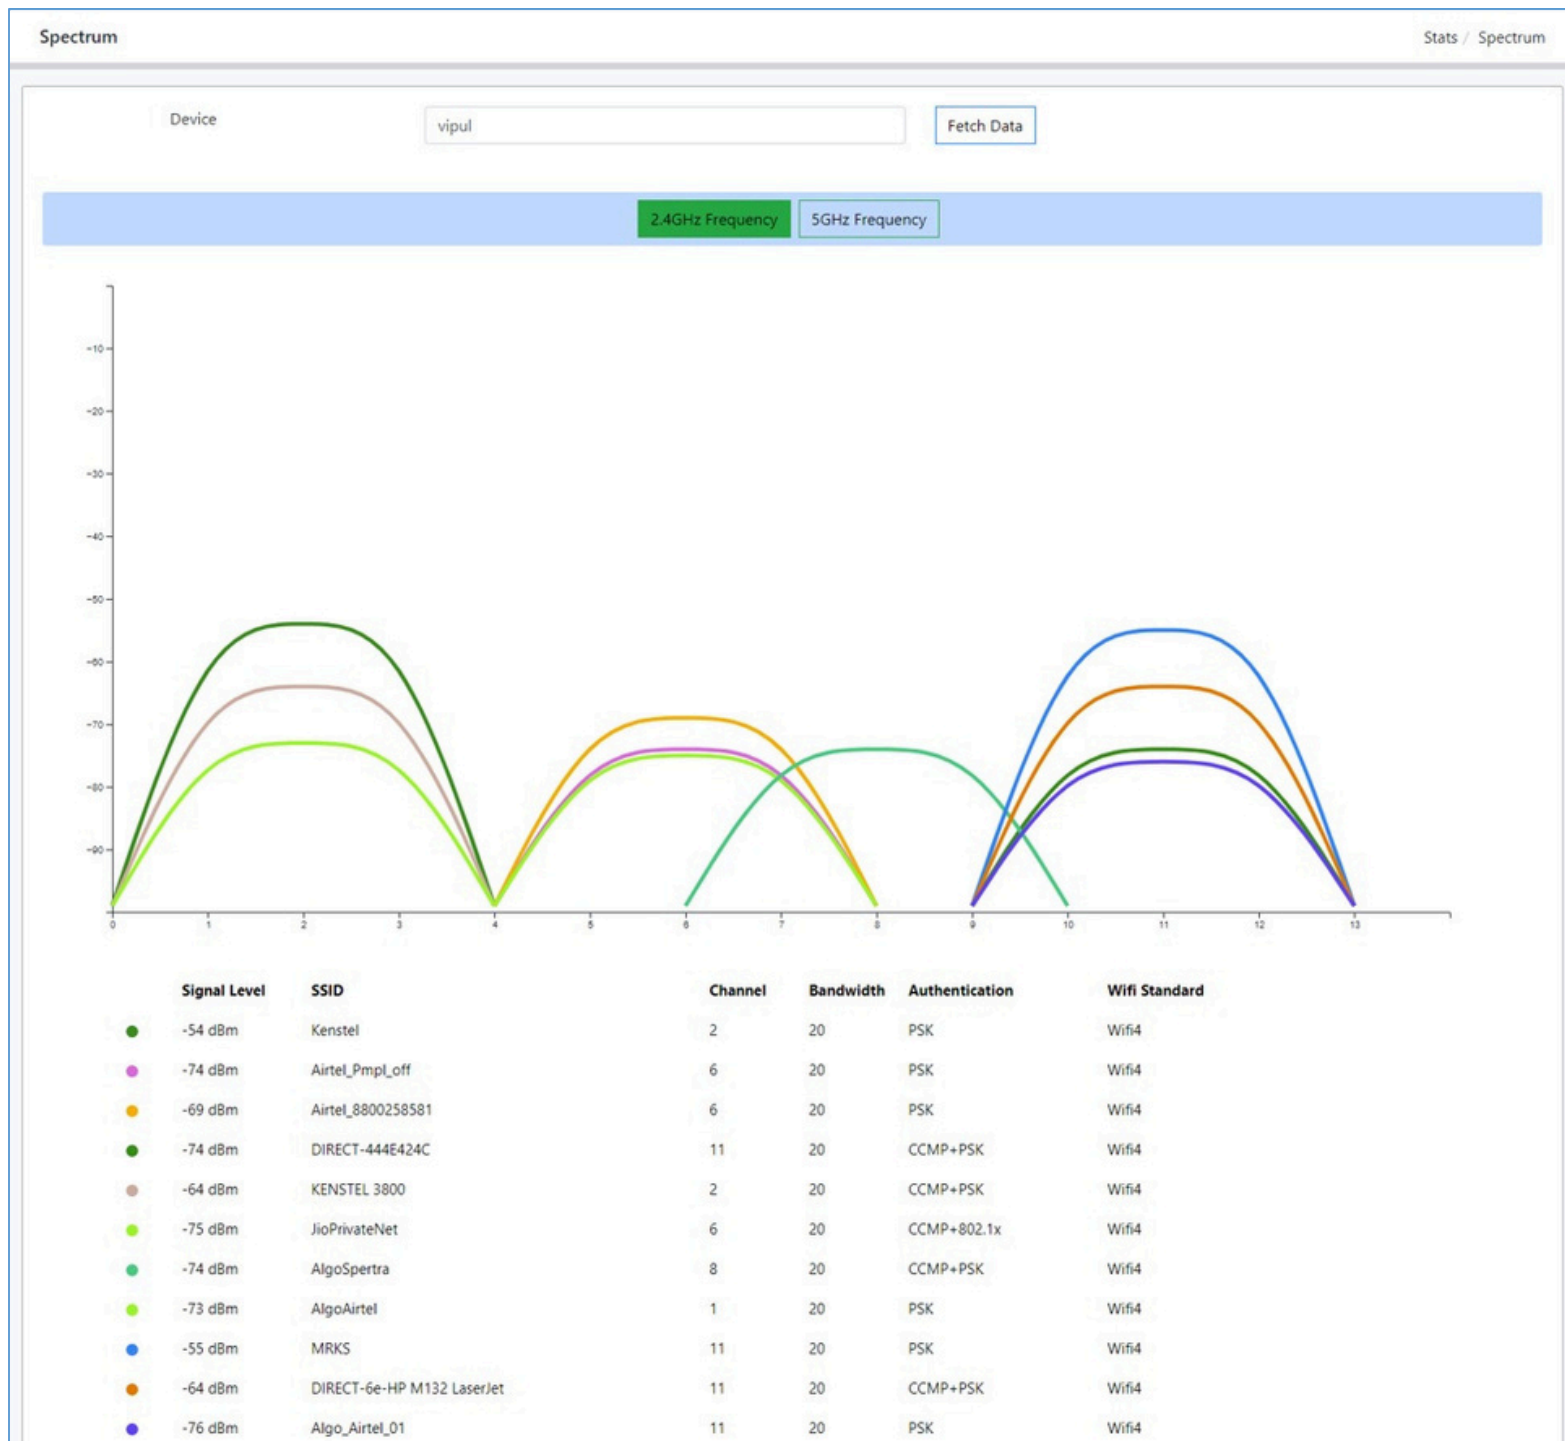 Spectrum
Stats / Spectrum
Device
vipul
Fetch Data
2.4GHz Frequency
5GHz Frequency
-10
-20
-30
-40
-50
-60
-70
-80
-90
0 1 2 3 4 5 6 7 8 9 10 11 12 13
Signal Level SSID Channel Bandwidth Authentication Wifi Standard
-54 dBm Kenstel 2 20 PSK Wifi4
-74 dBm Airtel_Pmpl_off 6 20 PSK Wifi4
-69 dBm Airtel_8800258581 6 20 PSK Wifi4
-74 dBm DIRECT-444E424C 11 20 CCMP+PSK Wifi4
-64 dBm KENSTEL 3800 2 20 CCMP+PSK Wifi4
-75 dBm JioPrivateNet 6 20 CCMP+802.1x Wifi4
-74 dBm AlgoSpertra 8 20 CCMP+PSK Wifi4
-73 dBm AlgoAirtel 1 20 PSK Wifi4
-55 dBm MRKS 11 20 PSK Wifi4
-64 dBm DIRECT-6e-HP M132 LaserJet 11 20 CCMP+PSK Wifi4
-76 dBm Algo_Airtel_01 11 20 PSK Wifi4